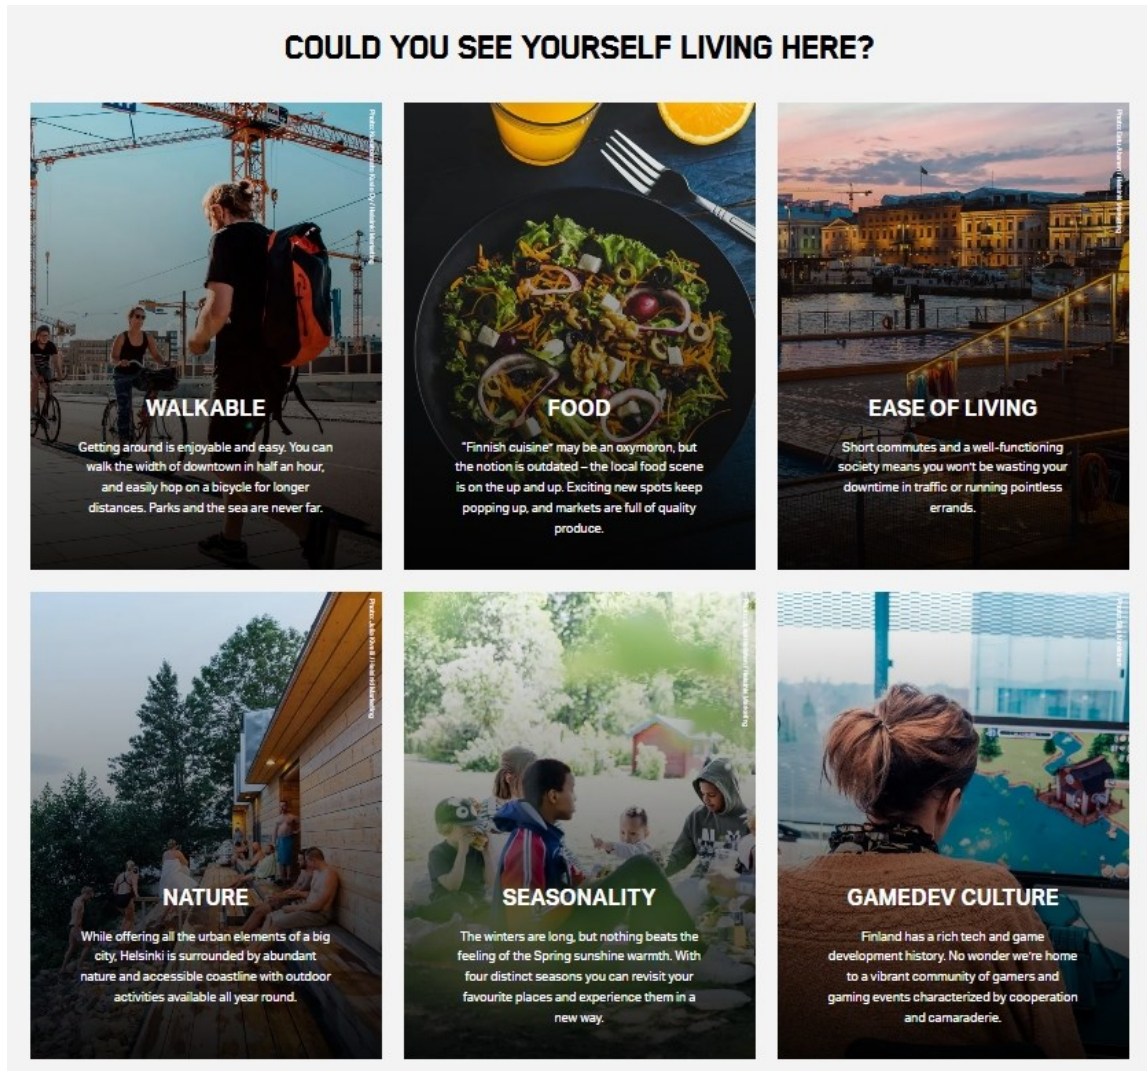 COULD YOU SEE YOURSELF LIVING HERE?
WALKABLE
Getting around is enjoyable and easy. You can
walk the width of downtown in half an hour,
and easily hop on a bicycle for longer
distances. Parks and the sea are never far.
FOOD
"Finnish cuisine" may be an oxymoron, but
the notion is outdated – the local food scene
is on the up and up. Exciting new spots keep
popping up, and markets are full of quality
produce.
EASE OF LIVING
Short commutes and a well-functioning
society means you won't be wasting your
downtime in traffic or running pointless
errands.
NATURE
While offering all the urban elements of a big
city, Helsinki is surrounded by abundant
nature and accessible coastline with outdoor
activities available all year round.
SEASONALITY
The winters are long, but nothing beats the
feeling of the Spring sunshine warmth. With
four distinct seasons you can revisit your
favourite places and experience them in a
new way.
GAMEDEV CULTURE
Finland has a rich tech and game
development history. No wonder we're home
to a vibrant community of gamers and
gaming events characterized by cooperation
and camaraderie.